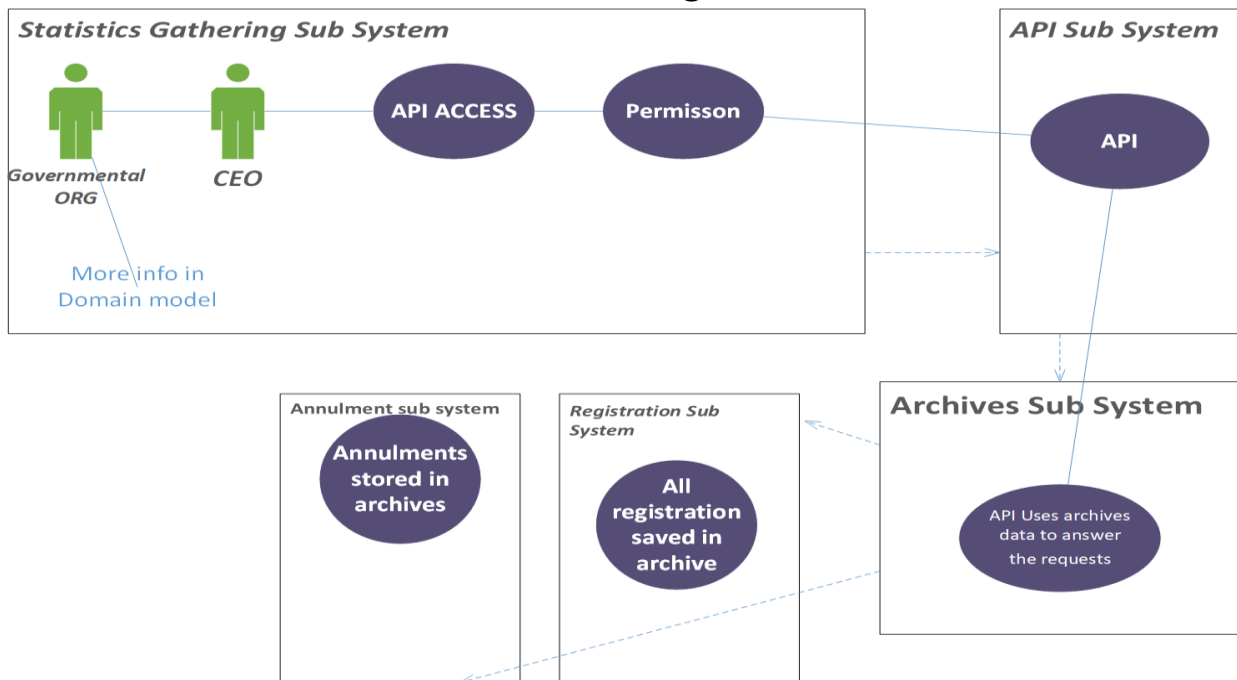 Statistics Gathering Sub System
API Sub System
API ACCESS
Permisson
API
Governmental
ORG
CEO
More info in
Domain model
Annulment sub system
Annulments
stored in
archives
Registration Sub
System
All
registration
saved in
archive
Archives Sub System
API Uses archives
data to answer
the requests